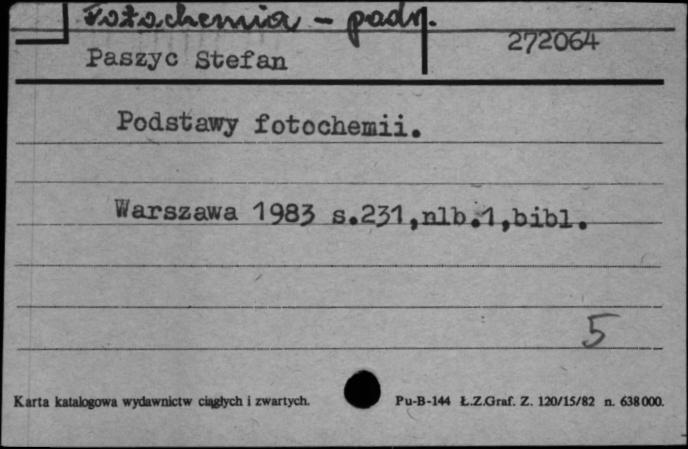 Fotochemia - podr.
272064
Paszyc Stefan
Podstawy fotochemii.
Warszawa 1983 s.231,nlb.1,bibl.
5
Karta katalogowa wydawnictw ciągłych i zwartych.
Pu-B-144 Ł.Z.Graf. Z. 120/15/82 n. 638000.